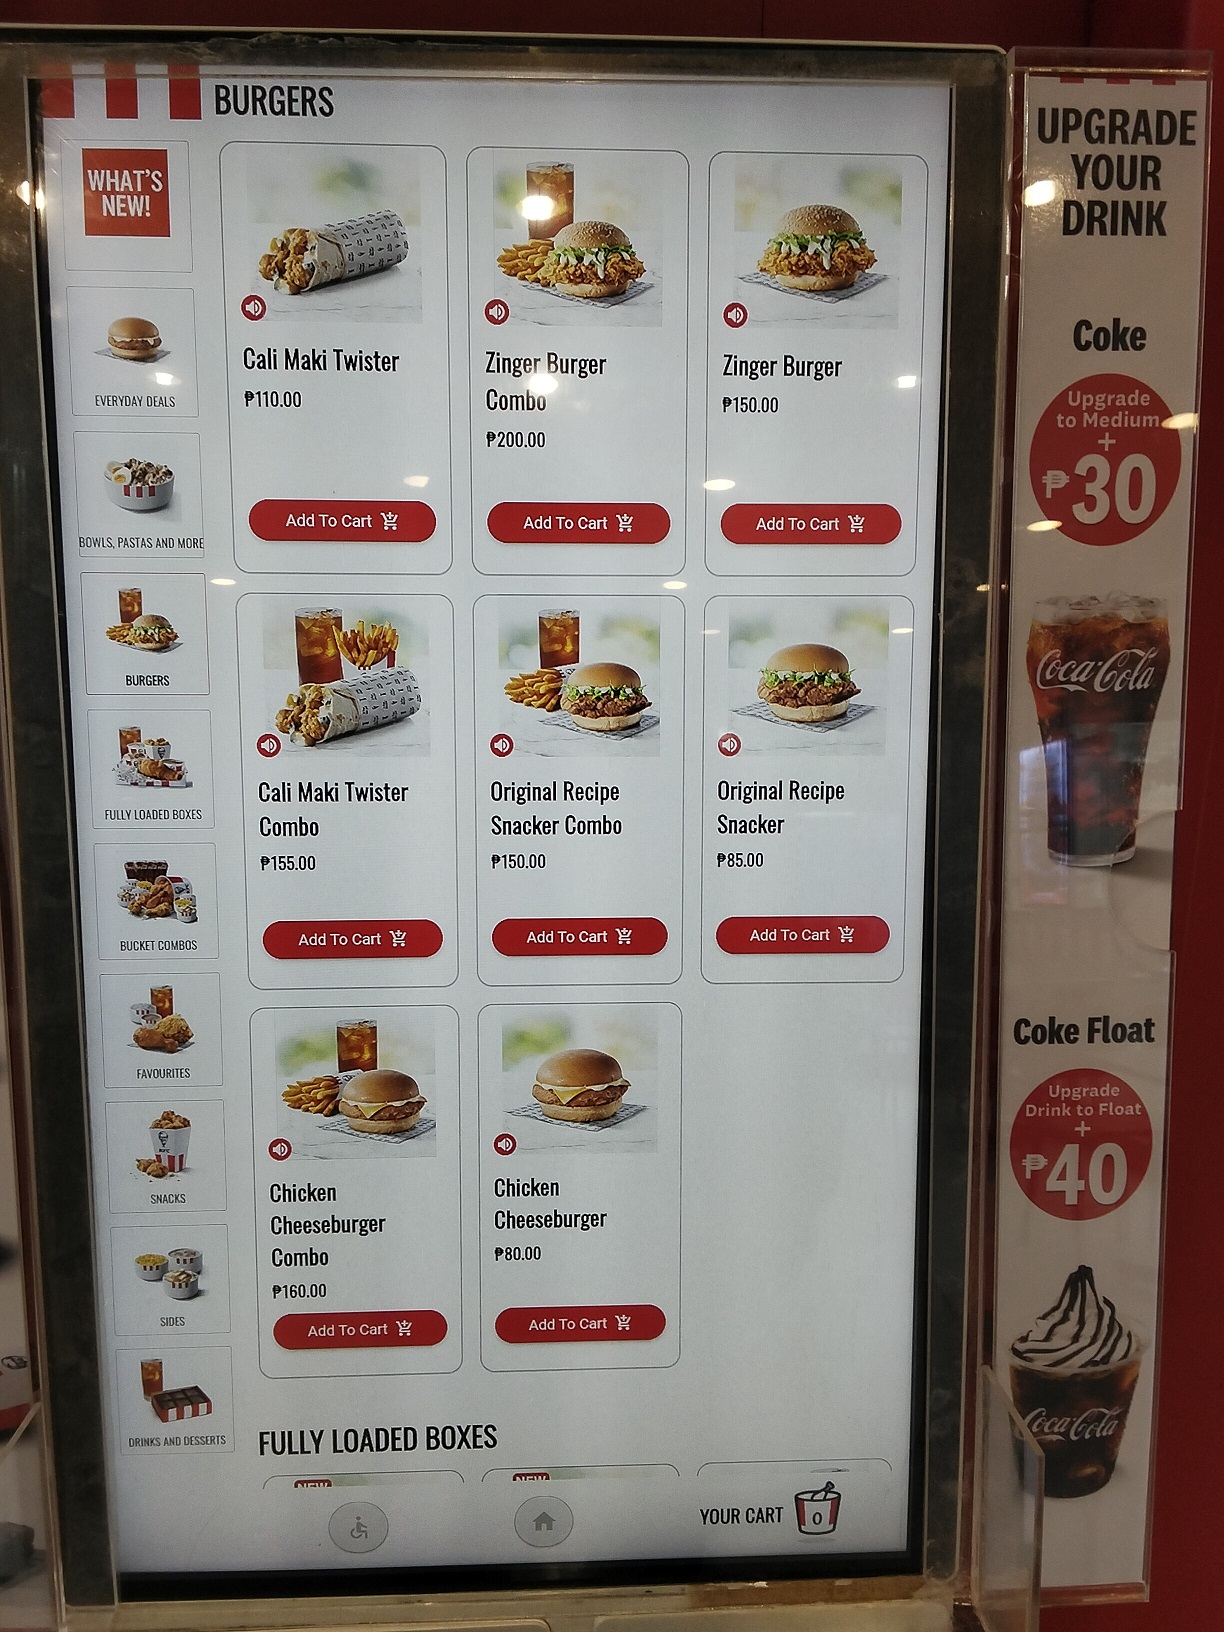 BURGERS
WHAT'S
NEW!
EVERYDAY DEALS
BOWLS, PASTAS AND MORE
BURGERS
FULLY LOADED BOXES
BUCKET COMBOS
FAVOURITES
SNACKS
SIDES
DRINKS AND DESSERTS
Cali Maki Twister
₱110.00
Add To Cart
Zinger Burger
Combo
₱200.00
Add To Cart
Zinger Burger
₱150.00
Add To Cart
Cali Maki Twister
Combo
₱155.00
Add To Cart
Original Recipe
Snacker Combo
₱150.00
Add To Cart
Original Recipe
Snacker
₱85.00
Add To Cart
Chicken
Cheeseburger
Combo
₱160.00
Add To Cart
Chicken
Cheeseburger
₱80.00
Add To Cart
FULLY LOADED BOXES
NEW
NEW
YOUR CART
0
UPGRADE
YOUR
DRINK
Coke
Upgrade
to Medium
+
₱30
Coca-Cola
Coke Float
Upgrade
Drink to Float
+
₱40
Coca-Cola